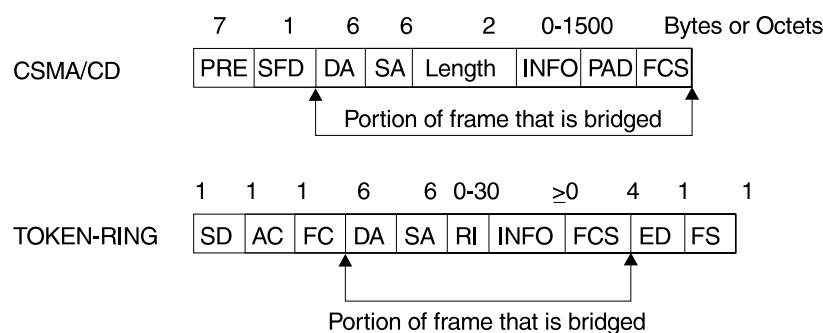 7 1 6 6 2 0-1500 Bytes or Octets
CSMA/CD PRE SFD DA SA Length INFO PAD FCS
Portion of frame that is bridged
1 1 1 6 6 0-30 ≥0 4 1 1
TOKEN-RING SD AC FC DA SA RI INFO FCS ED FS
Portion of frame that is bridged